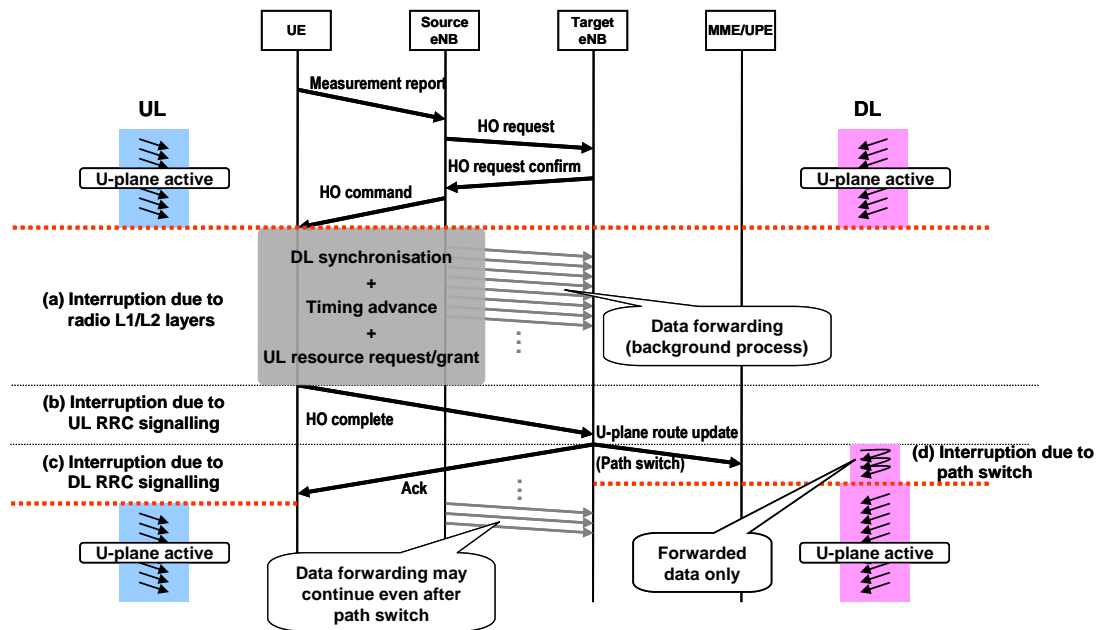 UE
Source
eNB
Target
eNB
MME/UPE
Measurement report
UL
DL
HO request
HO request confirm
U-plane active
HO command
U-plane active
DL synchronisation
+
Timing advance
+
UL resource request/grant
(a) Interruption due to
radio L1/L2 layers
Data forwarding
(background process)
(b) Interruption due to
UL RRC signalling
HO complete
U-plane route update
(Path switch)
(c) Interruption due to
DL RRC signalling
(d) Interruption due to
path switch
Ack
U-plane active
Data forwarding may
continue even after
path switch
Forwarded
data only
U-plane active